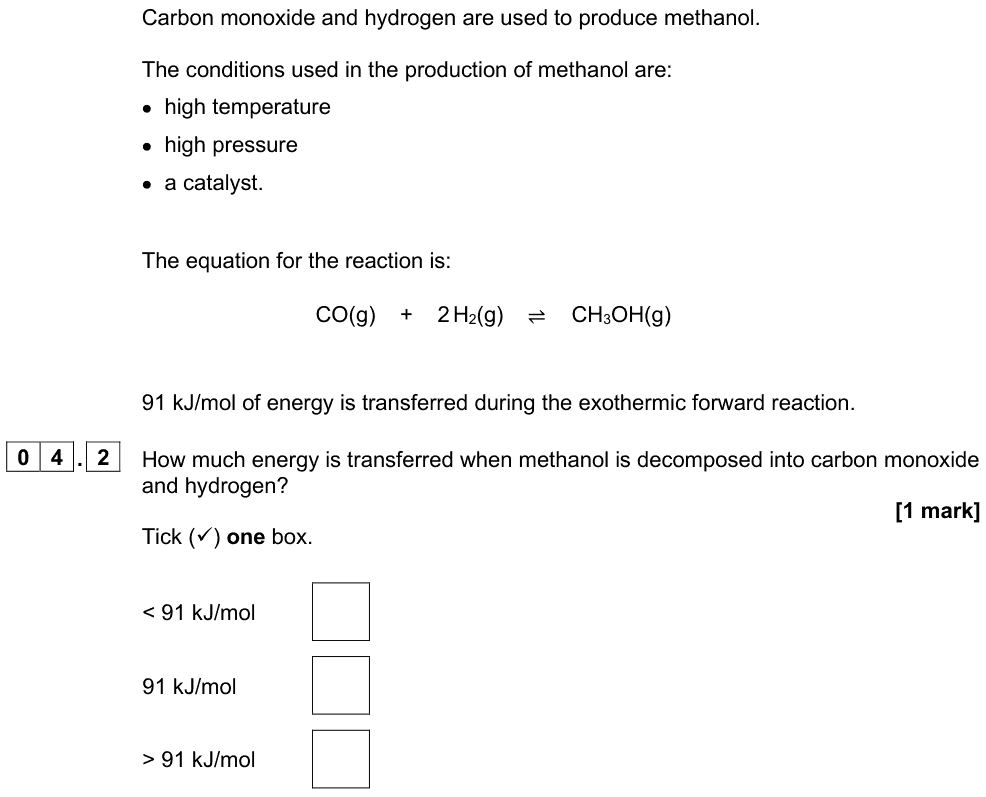 Carbon monoxide and hydrogen are used to produce methanol.
The conditions used in the production of methanol are:
• high temperature
• high pressure
• a catalyst.
The equation for the reaction is:
CO(g) + 2 H₂(g) ⇌ CH₃OH(g)
91 kJ/mol of energy is transferred during the exothermic forward reaction.
0 4 . 2 How much energy is transferred when methanol is decomposed into carbon monoxide
and hydrogen?
[1 mark]
Tick (✓) one box.
< 91 kJ/mol
91 kJ/mol
> 91 kJ/mol